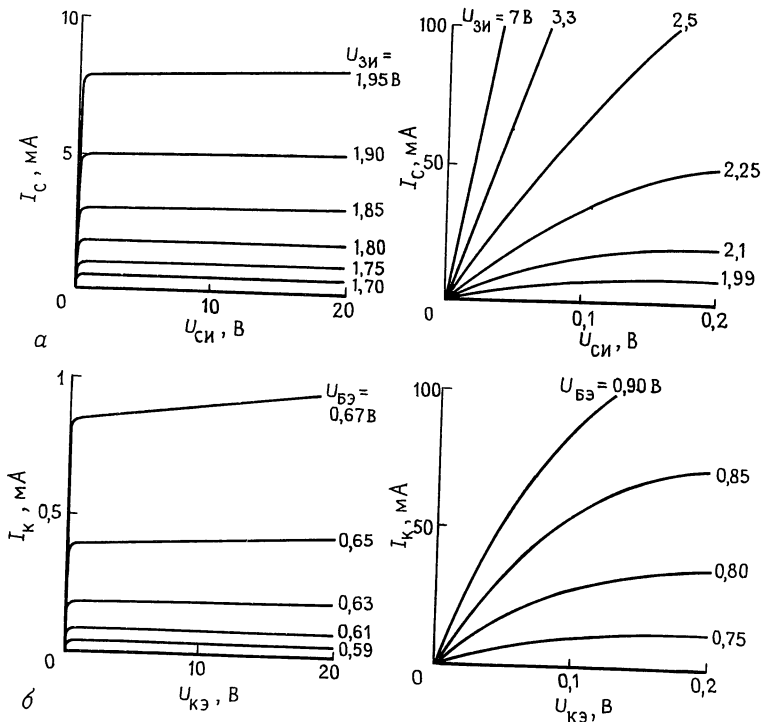 10
5
0
I_C, мА
U_ЗИ =
1,95 В
1,90
1,85
1,80
1,75
1,70
10
20
U_СИ, В
а
100
50
0
I_C, мА
U_ЗИ = 7 В
3,3
2,5
2,25
2,1
1,99
0,1
0,2
U_СИ, В
1
0,5
0
I_К, мА
U_БЭ =
0,67 В
0,65
0,63
0,61
0,59
10
20
U_КЭ, В
б
100
50
0
I_К, мА
U_БЭ = 0,90 В
0,85
0,80
0,75
0,1
0,2
U_КЭ, В